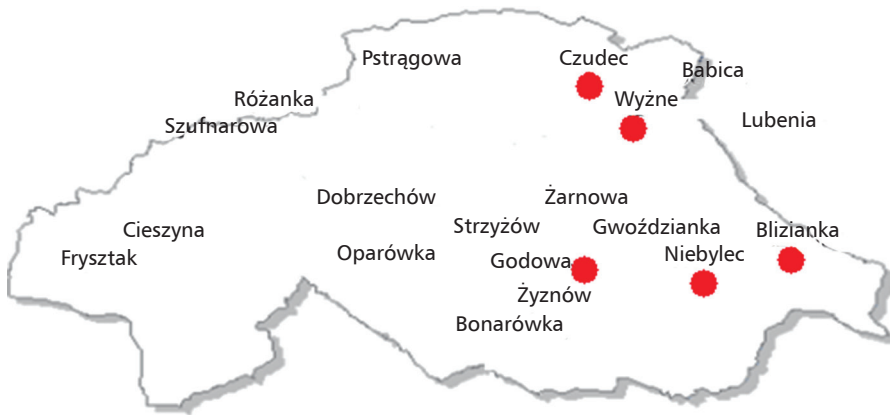 Pstrągowa
Czudec
Babica
Różanka
Wyżne
Szufnarowa
Lubenia
Dobrzechów
Żarnowa
Strzyżów
Gwoździanka
Cieszyna
Blizianka
Frysztak
Oparówka
Niebylec
Godowa
Żyznów
Bonarówka